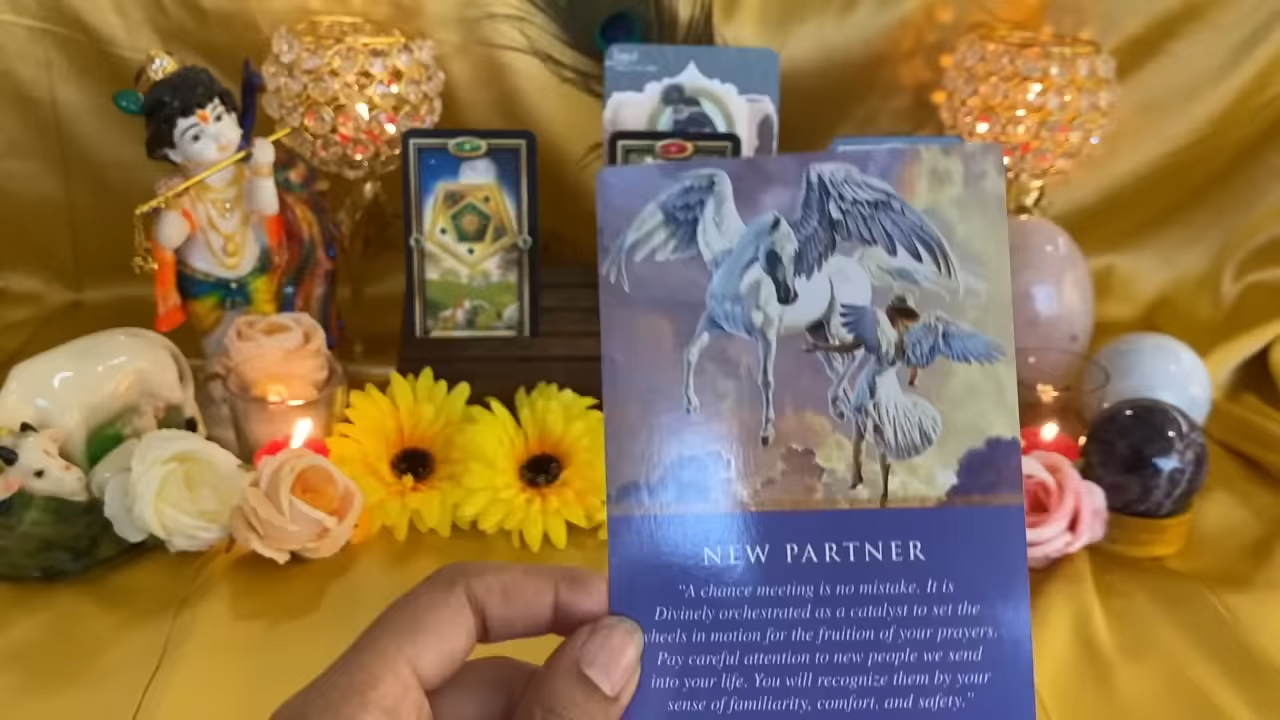 NEW PARTNER
"A chance meeting is no mistake. It is
Divinely orchestrated as a catalyst to set the
wheels in motion for the fruition of your prayers.
Pay careful attention to new people we send
into your life. You will recognize them by your
sense of familiarity, comfort, and safety."